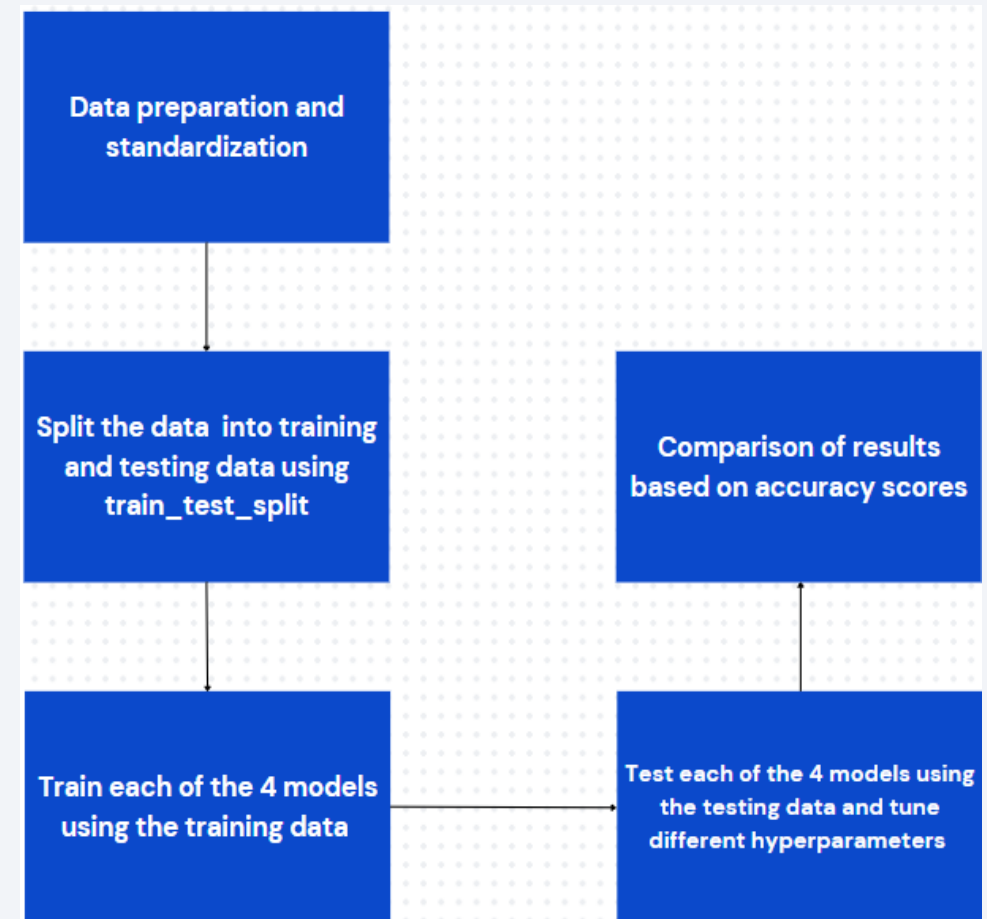 Data preparation and
standardization
Split the data into training
and testing data using
train_test_split
Train each of the 4 models
using the training data
Test each of the 4 models using
the testing data and tune
different hyperparameters
Comparison of results
based on accuracy scores